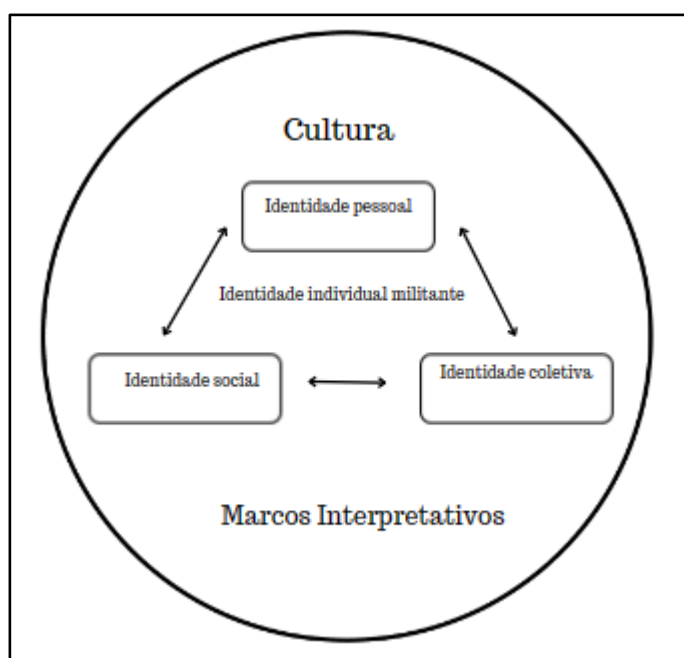 Cultura
Identidade pessoal
Identidade individual militante
Identidade social
Identidade coletiva
Marcos Interpretativos